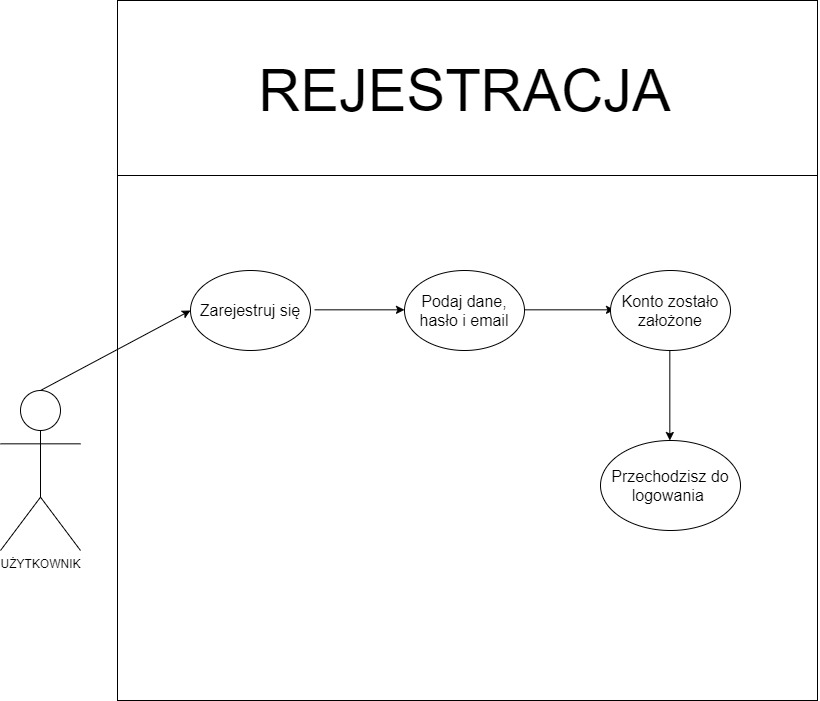 REJESTRACJA
Zarejestruj się
Podaj dane,
hasło i email
Konto zostało
założone
Przechodzisz do
logowania
UŻYTKOWNIK